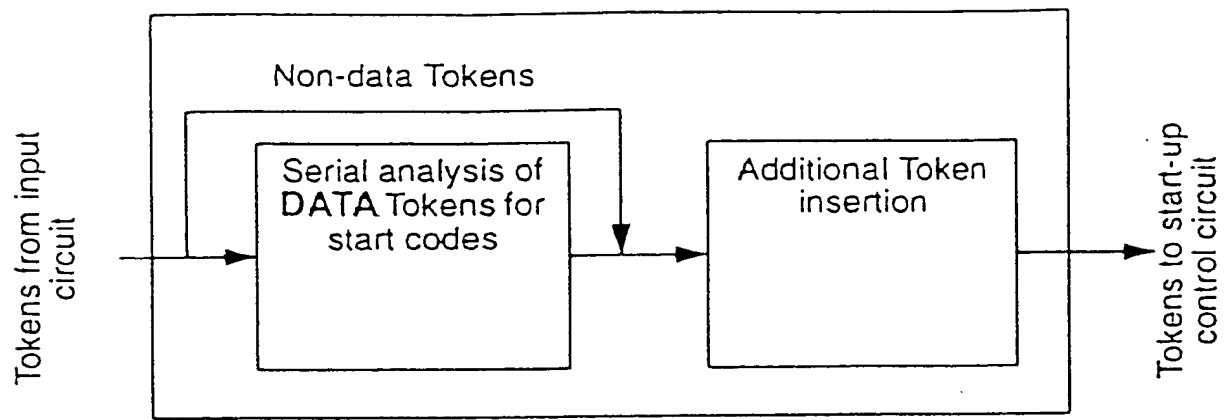 Tokens from input
circuit
Non-data Tokens
Serial analysis of
DATA Tokens for
start codes
Additional Token
insertion
Tokens to start-up
control circuit